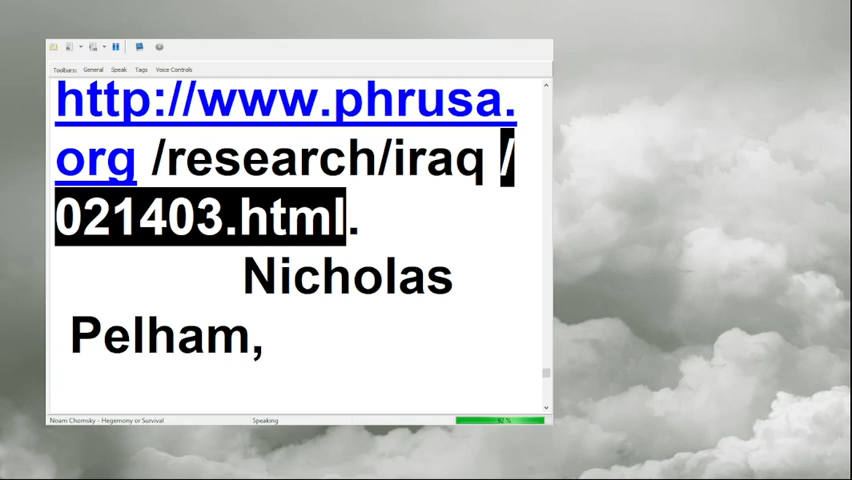 Toolbars: General Speak Tags Voice Controls
http://www.phrusa.
org /research/iraq /
021403.html.
Nicholas
Pelham,
Noam Chomsky - Hegemony or Survival Speaking 92 %